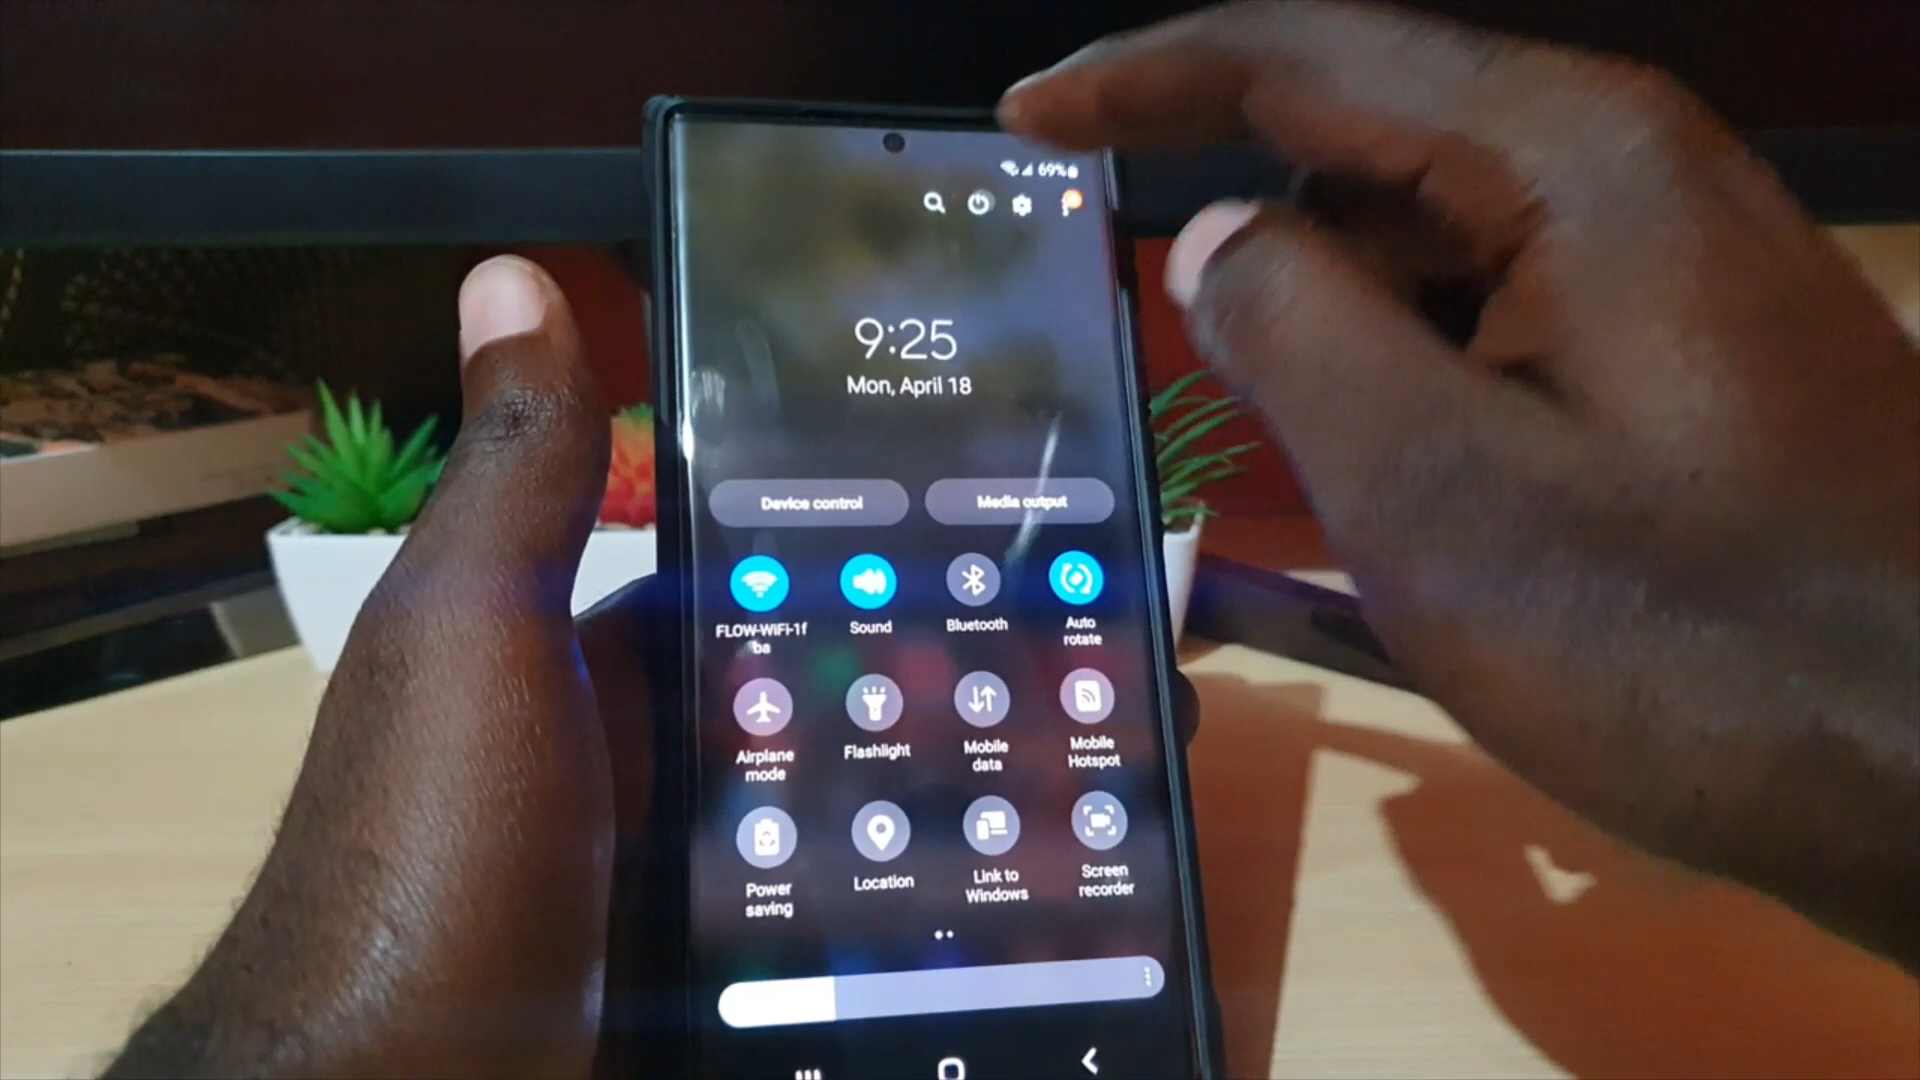 69%
9:25
Mon, April 18
Device control
Media output
FLOW-WiFi-1f
ba
Sound
Bluetooth
Auto
rotate
Airplane
mode
Flashlight
Mobile
data
Mobile
Hotspot
Power
saving
Location
Link to
Windows
Screen
recorder